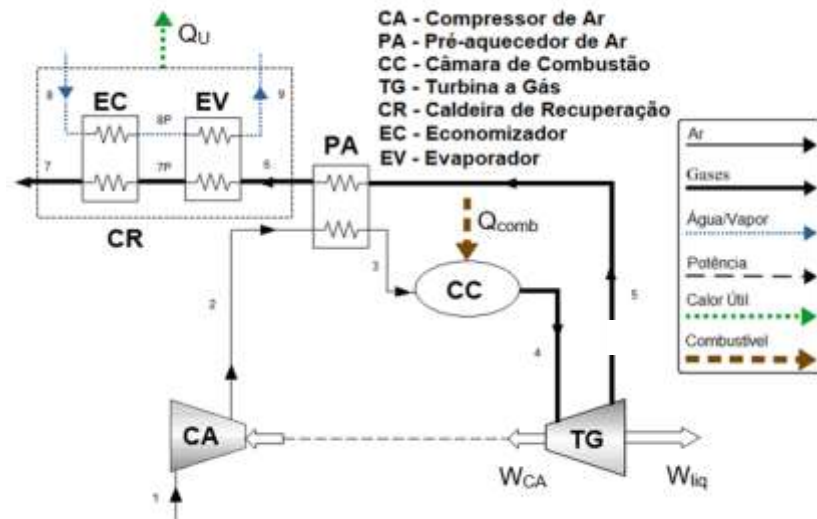 CA - Compressor de Ar
PA - Pré-aquecedor de Ar
CC - Câmara de Combustão
TG - Turbina a Gás
CR - Caldeira de Recuperação
EC - Economizador
EV - Evaporador
QU
8
EC
8P
EV
9
7
7P
6
PA
CR
Qcomb
3
CC
2
4
5
CA
TG
WCA
Wliq
1
Ar
Gases
Água/Vapor
Potência
Calor Útil
Combustível